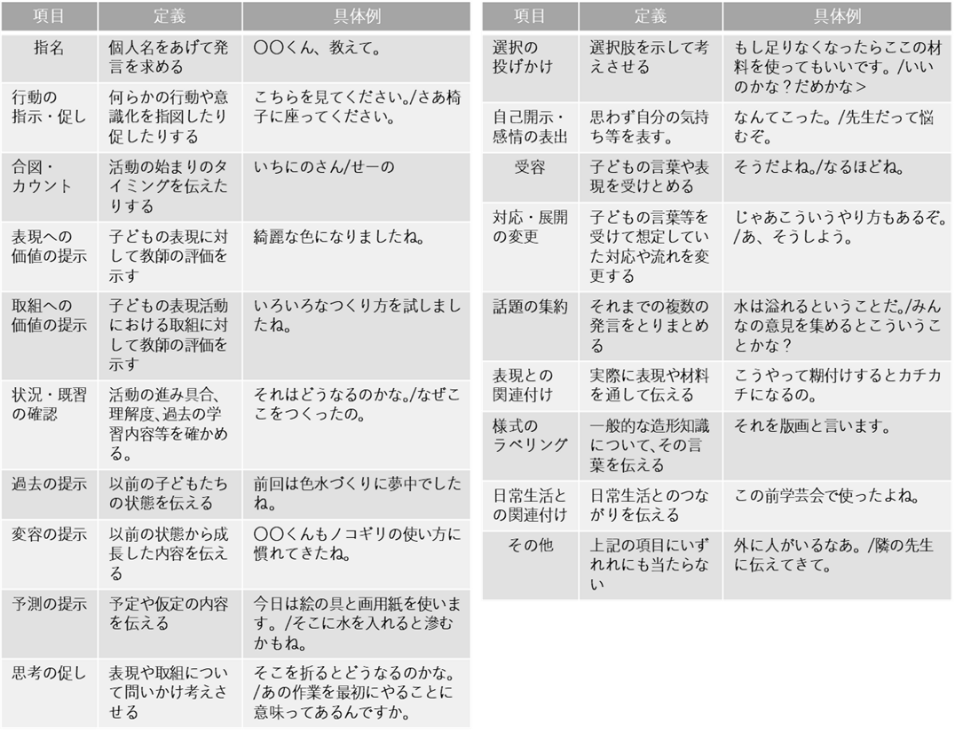 項目 定義 具体例
指名 個人名をあげて発 〇〇くん、教えて。
言を求める
行動の 何らかの行動や意 こちらを見てください。/さあ椅
指示・促し 識化を指図したり 子に座ってください。
促したりする
合図・ 活動の始まりのタ いちにのさん/せーの
カウント イミングを伝えた
りする
表現への 子どもの表現に対 綺麗な色になりましたね。
価値の提示 して教師の評価を
示す
取組への 子どもの表現活動 いろいろなつくり方を試しまし
価値の提示 における取組に対 たね。
して教師の評価を
示す
状況・既習 活動の進み具合、 それはどうなるのかな。/なぜこ
の確認 理解度、過去の学 こをつくったの。
習内容等を確かめ
る。
過去の提示 以前の子どもたち 前回は色水づくりに夢中でした
の状態を伝える ね。
変容の提示 以前の状態から成 〇〇くんもノコギリの使い方に
長した内容を伝え 慣れてきたね。
る
予測の提示 予定や仮定の内容 今日は絵の具と画用紙を使いま
を伝える す。/そこに水を入れると滲む
かもね。
思考の促し 表現や取組につい そこを折るとどうなるのかな。
て問いかけ考えさ /あの作業を最初にやることに
せる 意味ってあるんですか。
項目 定義 具体例
選択の 選択肢を示して考 もし足りなくなったらここの材
投げかけ えさせる 料を使ってもいいです。/いい
のかな？だめかな＞
自己開示・ 思わず自分の気持 なんてこった。/先生だって悩
感情の表出 ち等を表す。 むぞ。
受容 子どもの言葉や表 そうだよね。/なるほどね。
現を受けとめる
対応・展開 子どもの言葉等を じゃあこういうやり方もあるぞ。
の変更 受けて想定してい /あ、そうしよう。
た対応や流れを変
更する
話題の集約 それまでの複数の 水は溢れるということだ。/みん
発言をとりまとめ なの意見を集めるとこういうこ
る とかな？
表現との 実際に表現や材料 こうやって糊付けするとカチカ
関連付け を通して伝える チになるの。
様式の 一般的な造形知識 それを版画と言います。
ラベリング について、その言
葉を伝える
日常生活と 日常生活とのつな この前学芸会で使ったよね。
の関連付け がりを伝える
その他 上記の項目にいず 外に人がいるなあ。/隣の先生
れれにも当たらな に伝えてきて。
い